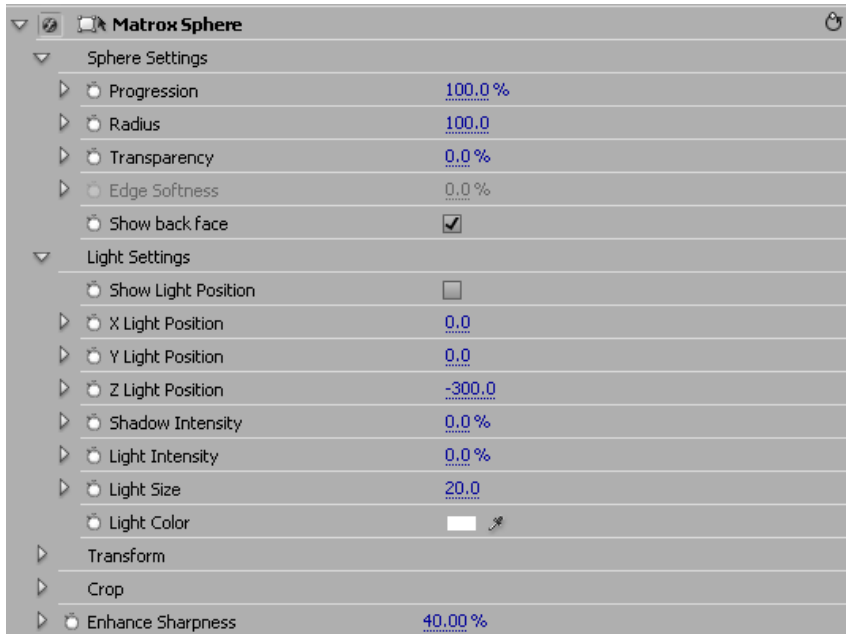 Matrox Sphere
Sphere Settings
Progression 100.0 %
Radius 100.0
Transparency 0.0 %
Edge Softness 0.0 %
Show back face
Light Settings
Show Light Position
X Light Position 0.0
Y Light Position 0.0
Z Light Position -300.0
Shadow Intensity 0.0 %
Light Intensity 0.0 %
Light Size 20.0
Light Color
Transform
Crop
Enhance Sharpness 40.00 %